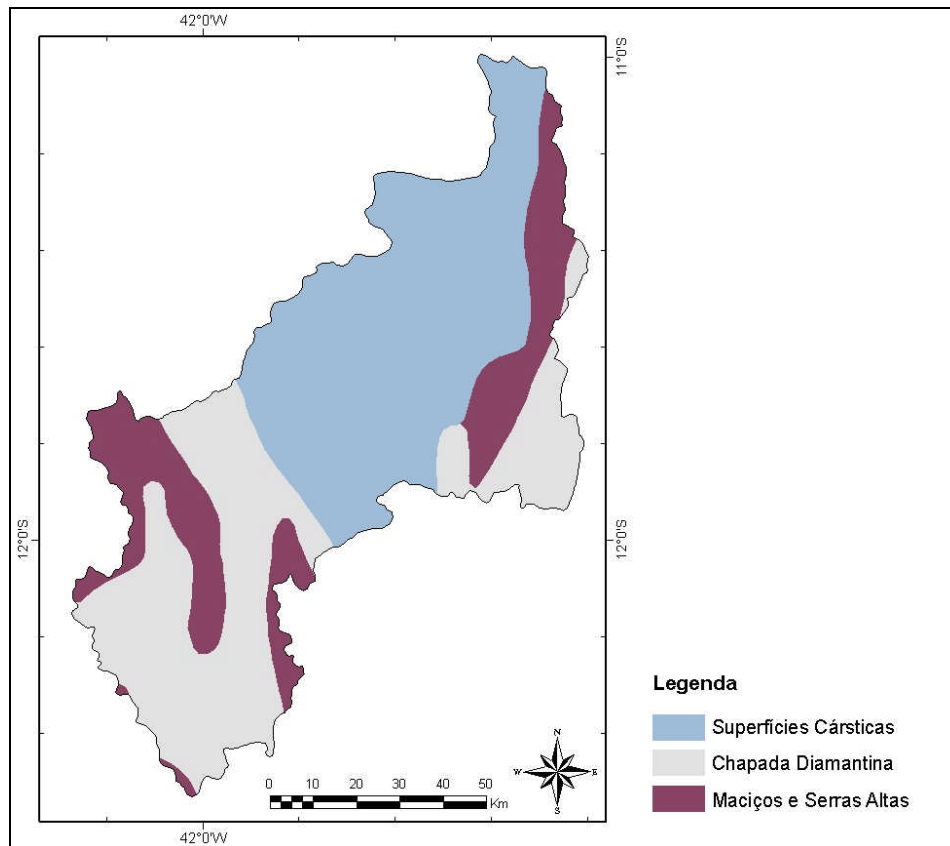 42°0'W
11°0'S
12°0'S
12°0'S
Legenda
Superfícies Cársticas
Chapada Diamantina
Maciços e Serras Altas
N
W E
S
0 10 20 30 40 50
Km
42°0'W